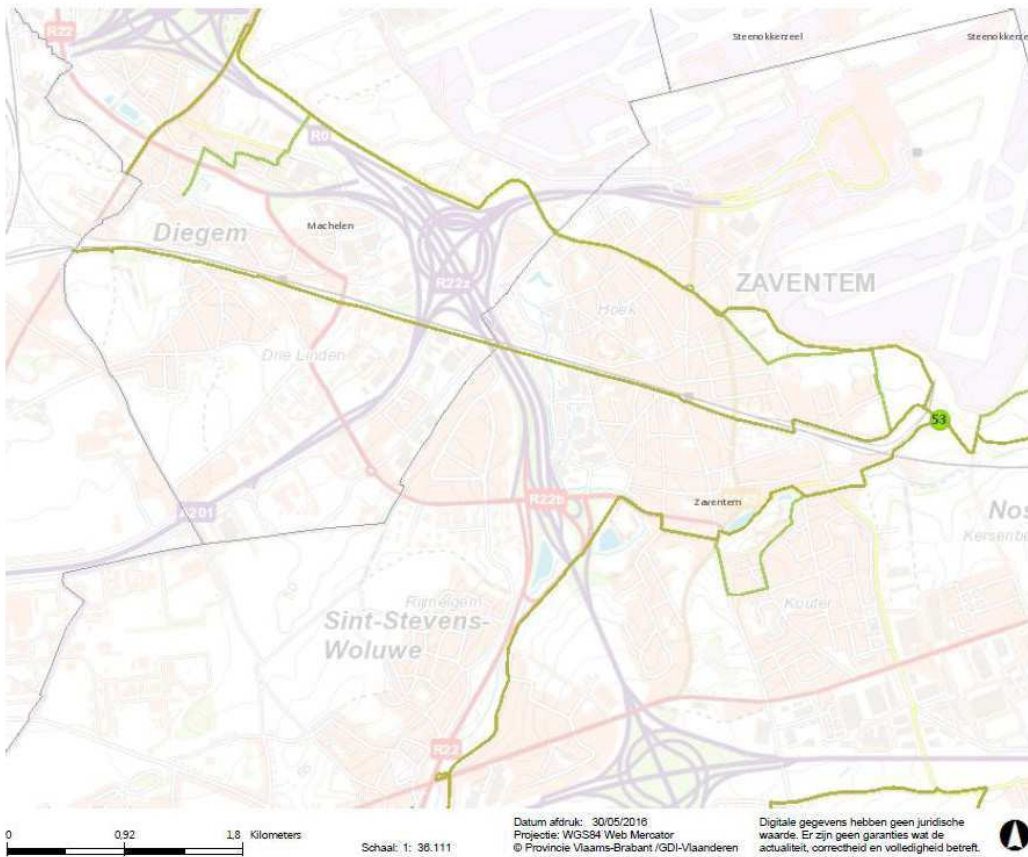 R22
Steenokkerzeel
Steenokkerze
R0
Diegem
Machelen
R22z
ZAVENTEM
Hoek
Drie Linden
53
A201
R22b
Zaventem
Nos
Kersenbe
Rijmelgem
Kouter
Sint-Stevens-
Woluwe
R22
0 0,92 1,8 Kilometers
Schaal: 1: 36.111
Datum afdruk: 30/05/2016
Projectie: WGS84 Web Mercator
© Provincie Vlaams-Brabant /GDI-Vlaanderen
Digitale gegevens hebben geen juridische
waarde. Er zijn geen garanties wat de
actualiteit, correctheid en volledigheid betreft.